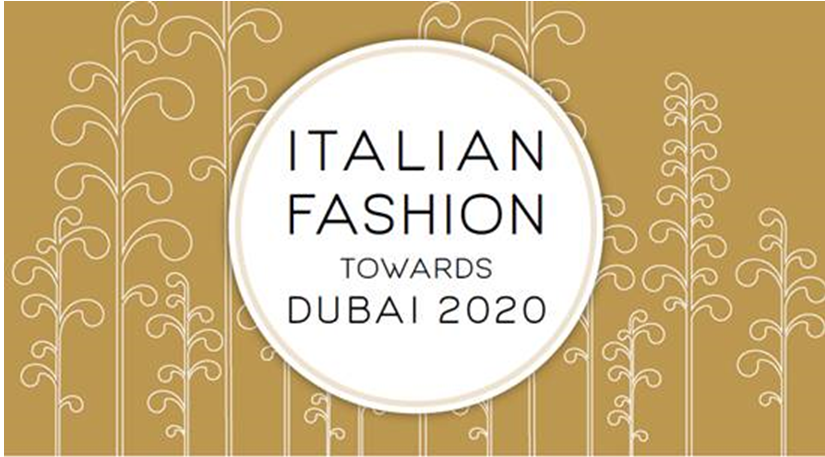 ITALIAN
FASHION
TOWARDS
DUBAI 2020